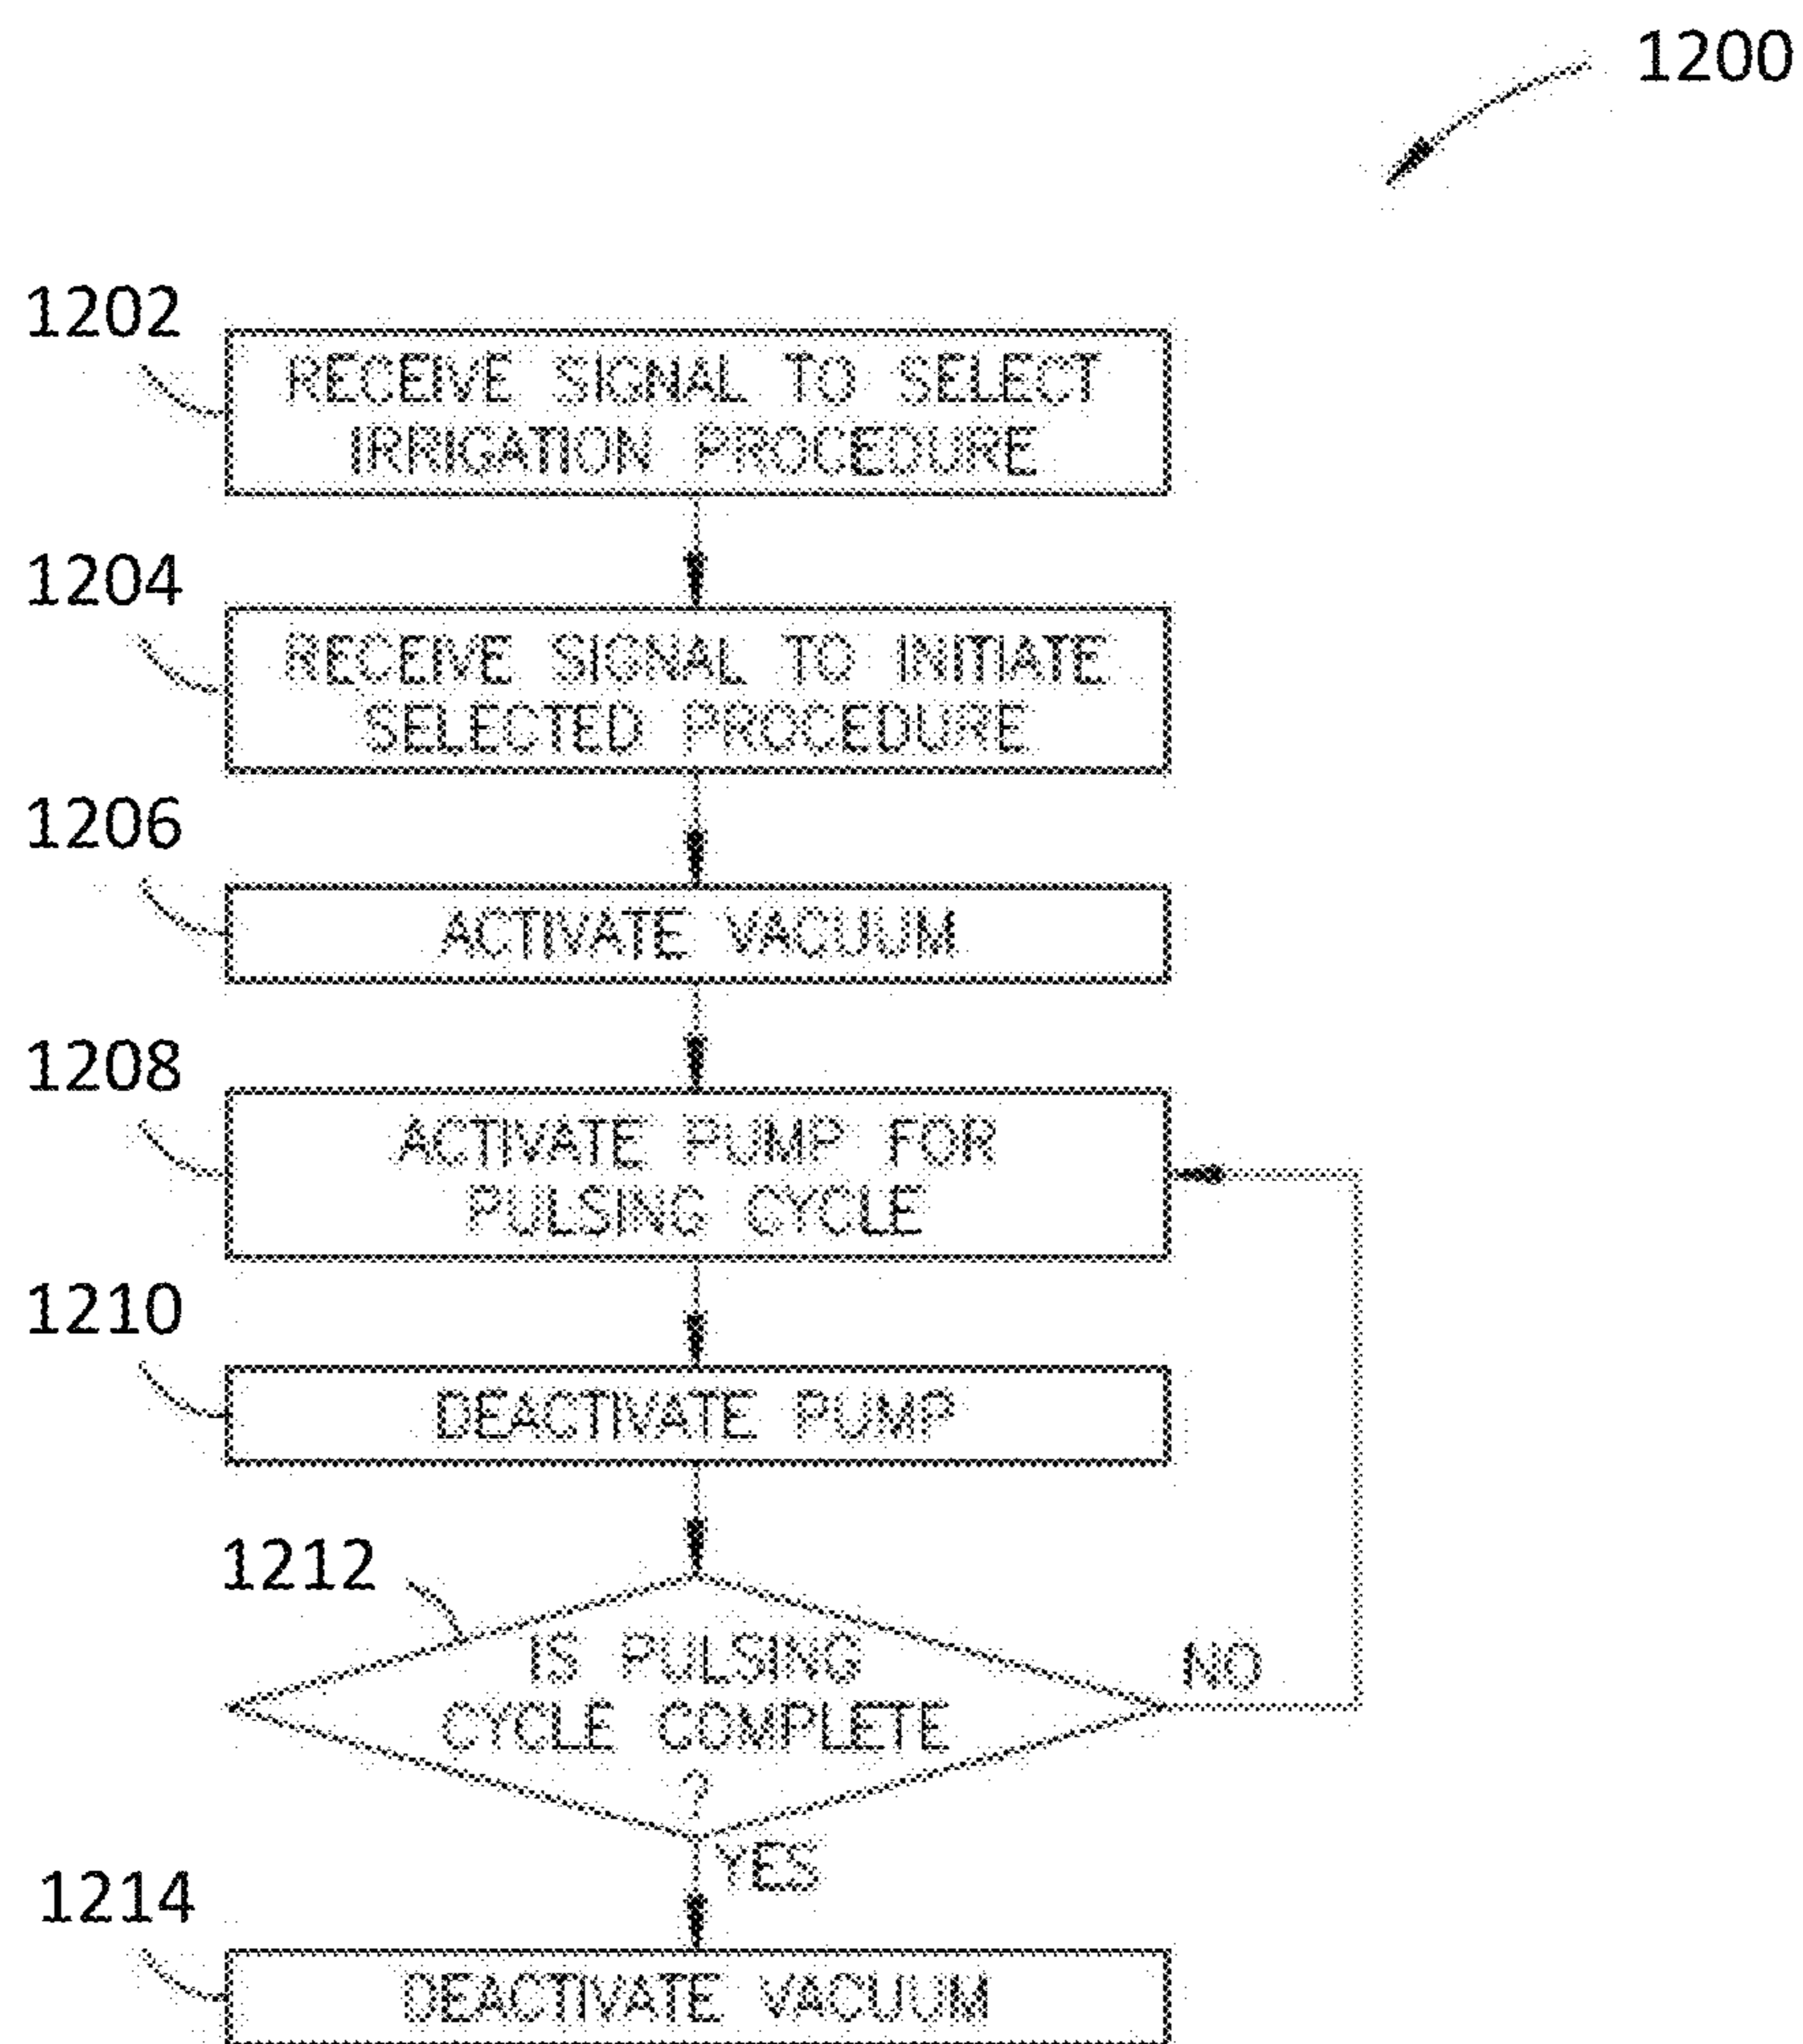 1200
1202
RECEIVE SIGNAL TO SELECT
IRRIGATION PROCEDURE
1204
RECEIVE SIGNAL TO INITIATE
SELECTED PROCEDURE
1206
ACTIVATE VACUUM
1208
ACTIVATE PUMP FOR
PULSING CYCLE
1210
DEACTIVATE PUMP
1212
IS PULSING
CYCLE COMPLETE
?
NO
YES
1214
DEACTIVATE VACUUM